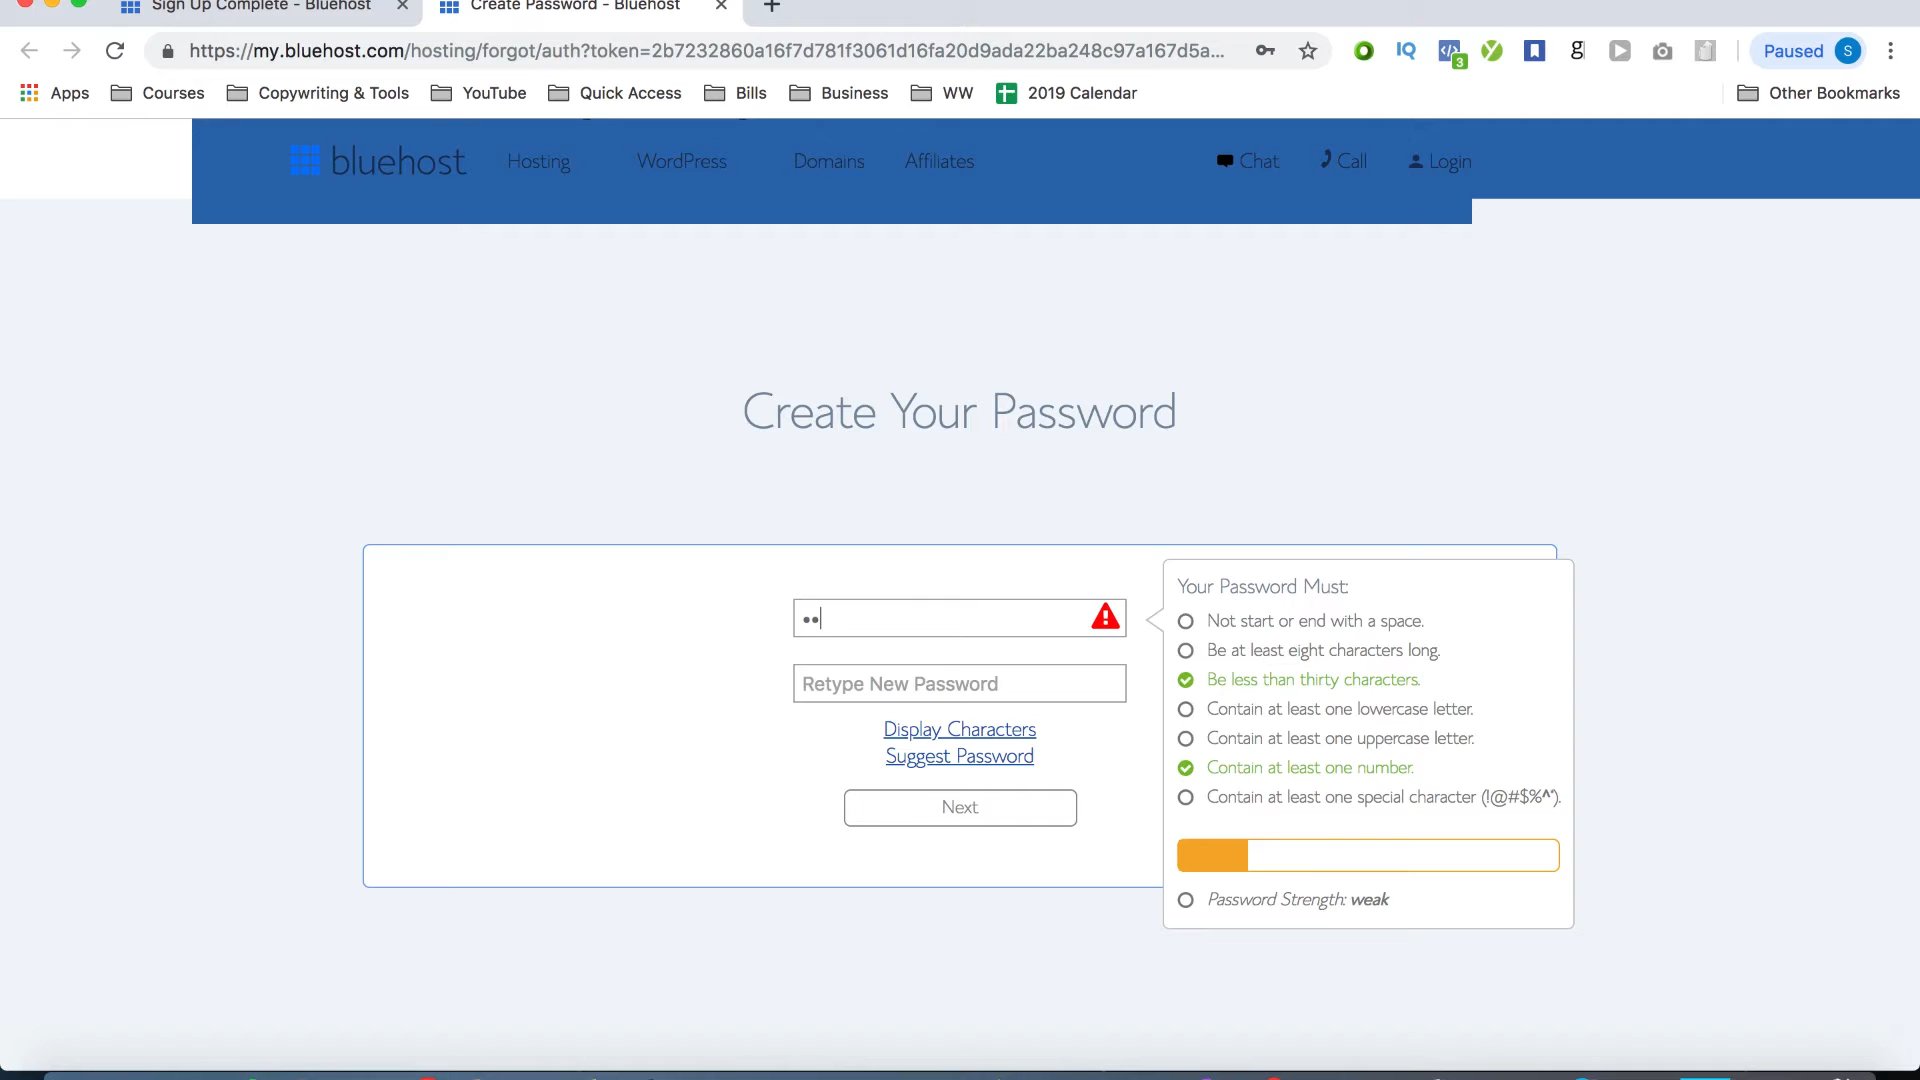 Sign Up Complete - Bluehost
Create Password - Bluehost
https://my.bluehost.com/hosting/forgot/auth?token=2b7232860a16f7d781f3061d16fa20d9ada22ba248c97a167d5a...
IQ
3
g
Paused S
Apps Courses Copywriting & Tools YouTube Quick Access Bills Business WW 2019 Calendar Other Bookmarks
bluehost Hosting WordPress Domains Affiliates Chat Call Login
Create Your Password
Your Password Must:
Not start or end with a space.
Be at least eight characters long.
Be less than thirty characters.
Contain at least one lowercase letter.
Contain at least one uppercase letter.
Contain at least one number.
Contain at least one special character (!@#$%^*).
Password Strength: weak
••
Retype New Password
Display Characters
Suggest Password
Next